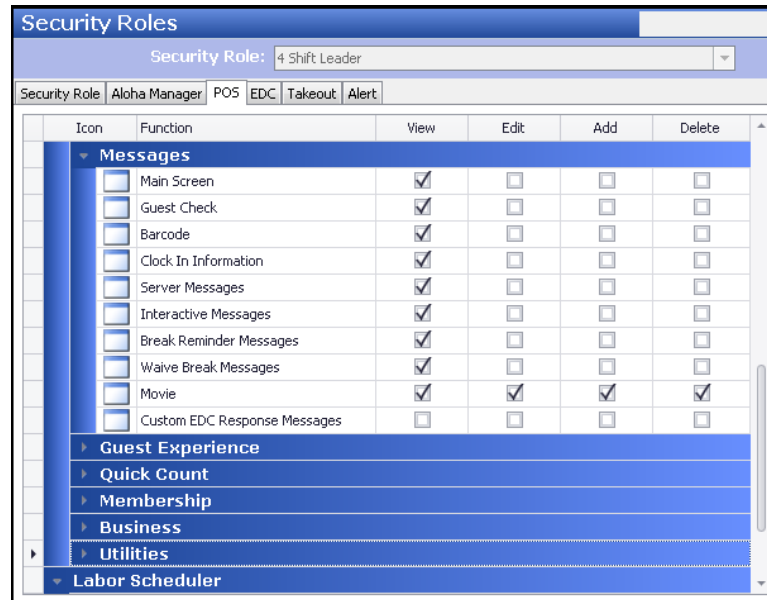 Security Roles
Security Role: 4 Shift Leader
Security Role Aloha Manager POS EDC Takeout Alert
Icon Function View Edit Add Delete
Messages
Main Screen
Guest Check
Barcode
Clock In Information
Server Messages
Interactive Messages
Break Reminder Messages
Waive Break Messages
Movie
Custom EDC Response Messages
Guest Experience
Quick Count
Membership
Business
Utilities
Labor Scheduler